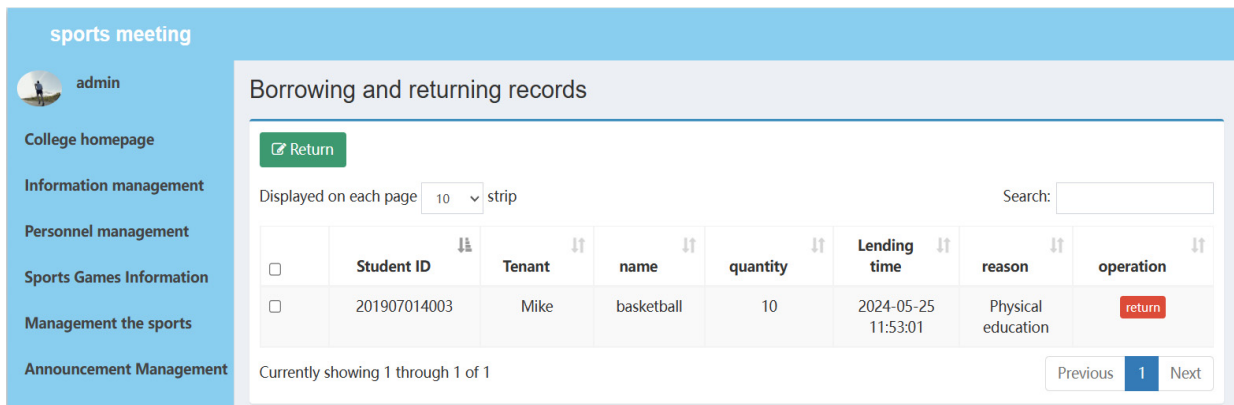 sports meeting
admin
College homepage
Information management
Personnel management
Sports Games Information
Management the sports
Announcement Management
Borrowing and returning records
Return
Displayed on each page 10 strip
Search:
Student ID Tenant name quantity Lending time reason operation
201907014003 Mike basketball 10 2024-05-25 11:53:01 Physical education return
Currently showing 1 through 1 of 1
Previous 1 Next